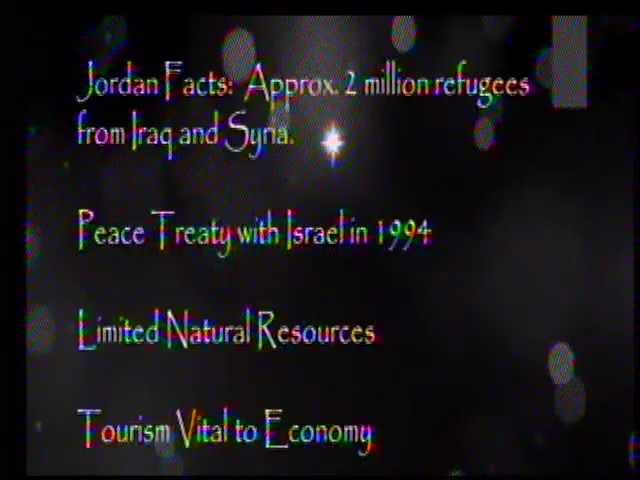 Jordan Facts: Approx. 2 million refugees
from Iraq and Syria.
Peace Treaty with Israel in 1994
Limited Natural Resources
Tourism Vital to Economy